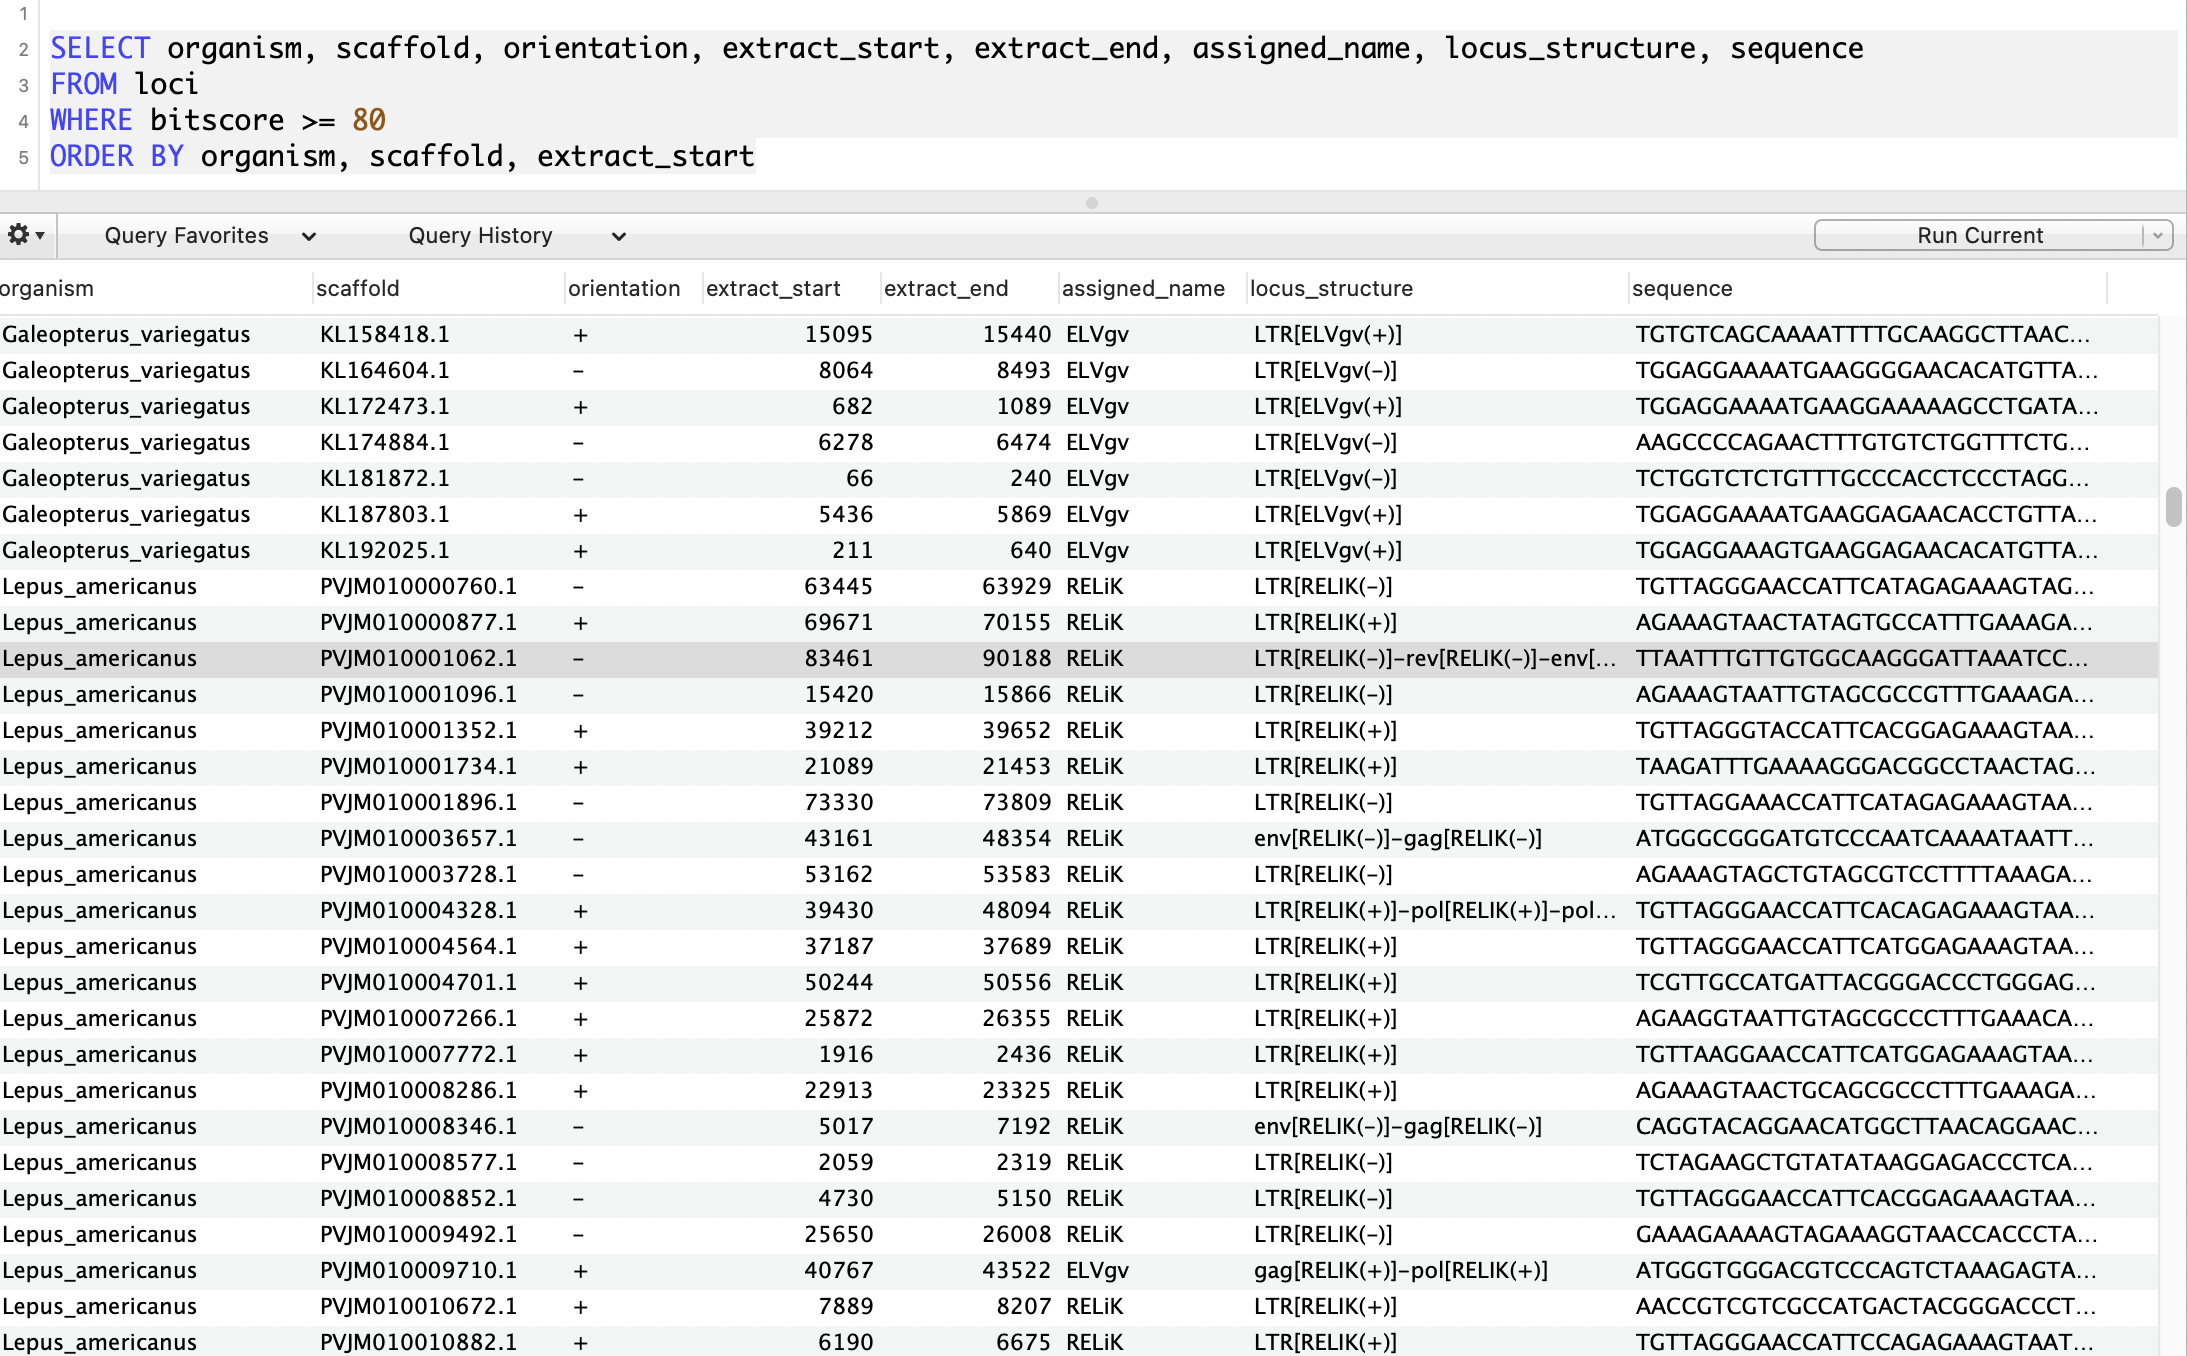 1
2 SELECT organism, scaffold, orientation, extract_start, extract_end, assigned_name, locus_structure, sequence
3 FROM loci
4 WHERE bitscore >= 80
5 ORDER BY organism, scaffold, extract_start
Query Favorites Query History Run Current
organism scaffold orientation extract_start extract_end assigned_name locus_structure sequence
Galeopterus_variegatus KL158418.1 + 15095 15440 ELVgv LTR[ELVgv(+)] TGTGTCAGCAAAATTTTGCAAGGCTTAAC...
Galeopterus_variegatus KL164604.1 - 8064 8493 ELVgv LTR[ELVgv(-)] TGGAGGAAAATGAAGGGGAACACATGTTA...
Galeopterus_variegatus KL172473.1 + 682 1089 ELVgv LTR[ELVgv(+)] TGGAGGAAAATGAAGGAAAAAGCCTGATA...
Galeopterus_variegatus KL174884.1 - 6278 6474 ELVgv LTR[ELVgv(-)] AAGCCCCAGAACTTTGTGTCTGGTTTCTG...
Galeopterus_variegatus KL181872.1 - 66 240 ELVgv LTR[ELVgv(-)] TCTGGTCTCTGTTTGCCCACCTCCCTAGG...
Galeopterus_variegatus KL187803.1 + 5436 5869 ELVgv LTR[ELVgv(+)] TGGAGGAAAATGAAGGAGAACACCTGTTA...
Galeopterus_variegatus KL192025.1 + 211 640 ELVgv LTR[ELVgv(+)] TGGAGGAAAGTGAAGGAGAACACATGTTA...
Lepus_americanus PVJM010000760.1 - 63445 63929 RELiK LTR[RELIK(-)] TGTTAGGGAACCATTCATAGAGAAAGTAG...
Lepus_americanus PVJM010000877.1 + 69671 70155 RELiK LTR[RELIK(+)] AGAAAGTAACTATAGTGCCATTTGAAAGA...
Lepus_americanus PVJM010001062.1 - 83461 90188 RELiK LTR[RELIK(-)]-rev[RELIK(-)]-env[... TTAATTTGTTGTGGCAAGGGATTAAATCC...
Lepus_americanus PVJM010001096.1 - 15420 15866 RELiK LTR[RELIK(-)] AGAAAGTAATTGTAGCGCCGTTTGAAAGA...
Lepus_americanus PVJM010001352.1 + 39212 39652 RELiK LTR[RELIK(+)] TGTTAGGGTACCATTCACGGAGAAAGTAA...
Lepus_americanus PVJM010001734.1 + 21089 21453 RELiK LTR[RELIK(+)] TAAGATTTGAAAAGGGACGGCCTAACTAG...
Lepus_americanus PVJM010001896.1 - 73330 73809 RELiK LTR[RELIK(-)] TGTTAGGAAACCATTCATAGAGAAAGTAA...
Lepus_americanus PVJM010003657.1 - 43161 48354 RELiK env[RELIK(-)]-gag[RELIK(-)] ATGGGCGGGATGTCCCAATCAAAATAATT...
Lepus_americanus PVJM010003728.1 - 53162 53583 RELiK LTR[RELIK(-)] AGAAAGTAGCTGTAGCGTCCTTTTAAAGA...
Lepus_americanus PVJM010004328.1 + 39430 48094 RELiK LTR[RELIK(+)]-pol[RELIK(+)]-pol... TGTTAGGGAACCATTCACAGAGAAAGTAA...
Lepus_americanus PVJM010004564.1 + 37187 37689 RELiK LTR[RELIK(+)] TGTTAGGGAACCATTCATGGAGAAAGTAA...
Lepus_americanus PVJM010004701.1 + 50244 50556 RELiK LTR[RELIK(+)] TCGTTGCCATGATTACGGGACCCTGGGAG...
Lepus_americanus PVJM010007266.1 + 25872 26355 RELiK LTR[RELIK(+)] AGAAGGTAATTGTAGCGCCCTTTGAAACA...
Lepus_americanus PVJM010007772.1 + 1916 2436 RELiK LTR[RELIK(+)] TGTTAAGGAACCATTCATGGAGAAAGTAA...
Lepus_americanus PVJM010008286.1 + 22913 23325 RELiK LTR[RELIK(+)] AGAAAGTAACTGCAGCGCCCTTTGAAAGA...
Lepus_americanus PVJM010008346.1 - 5017 7192 RELiK env[RELIK(-)]-gag[RELIK(-)] CAGGTACAGGAACATGGCTTAACAGGAAC...
Lepus_americanus PVJM010008577.1 - 2059 2319 RELiK LTR[RELIK(-)] TCTAGAAGCTGTATATAAGGAGACCCTCA...
Lepus_americanus PVJM010008852.1 - 4730 5150 RELiK LTR[RELIK(-)] TGTTAGGGAACCATTCACGGAGAAAGTAA...
Lepus_americanus PVJM010009492.1 - 25650 26008 RELiK LTR[RELIK(-)] GAAAGAAAAGTAGAAAGGTAACCACCCTA...
Lepus_americanus PVJM010009710.1 + 40767 43522 ELVgv gag[RELIK(+)]-pol[RELIK(+)] ATGGGTGGGACGTCCCAGTCTAAAGAGTA...
Lepus_americanus PVJM010010672.1 + 7889 8207 RELiK LTR[RELIK(+)] AACCGTCGTCGCCATGACTACGGGACCCT...
Lepus_americanus PVJM010010882.1 + 6190 6675 RELiK LTR[RELIK(+)] TGTTAGGGAACCATTCCAGAGAAAGTAAT...